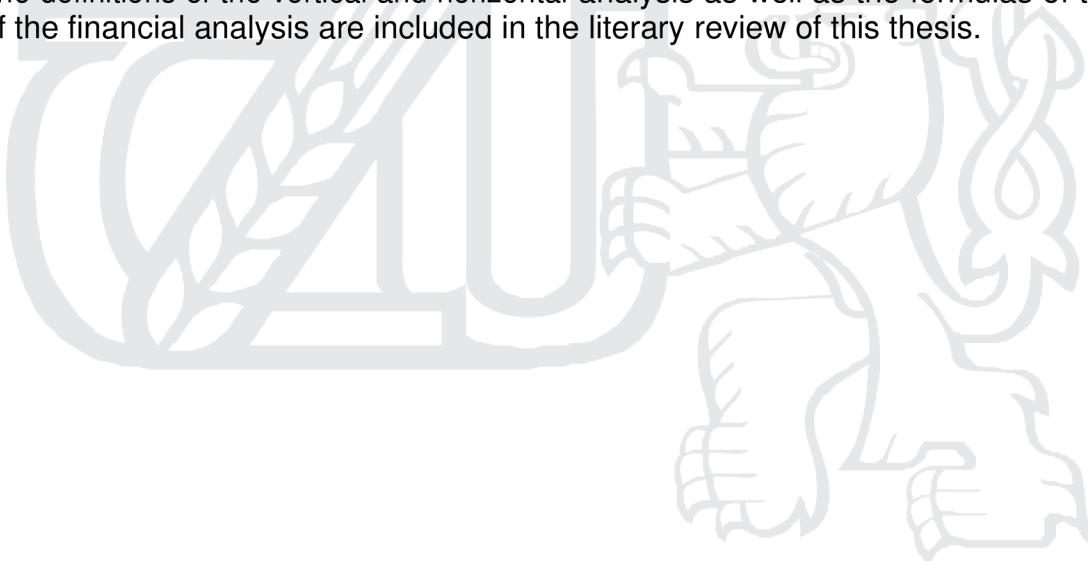 he definitions of the vertical and horizontal analysis as well as the formulas of t
f the financial analysis are included in the literary review of this thesis.